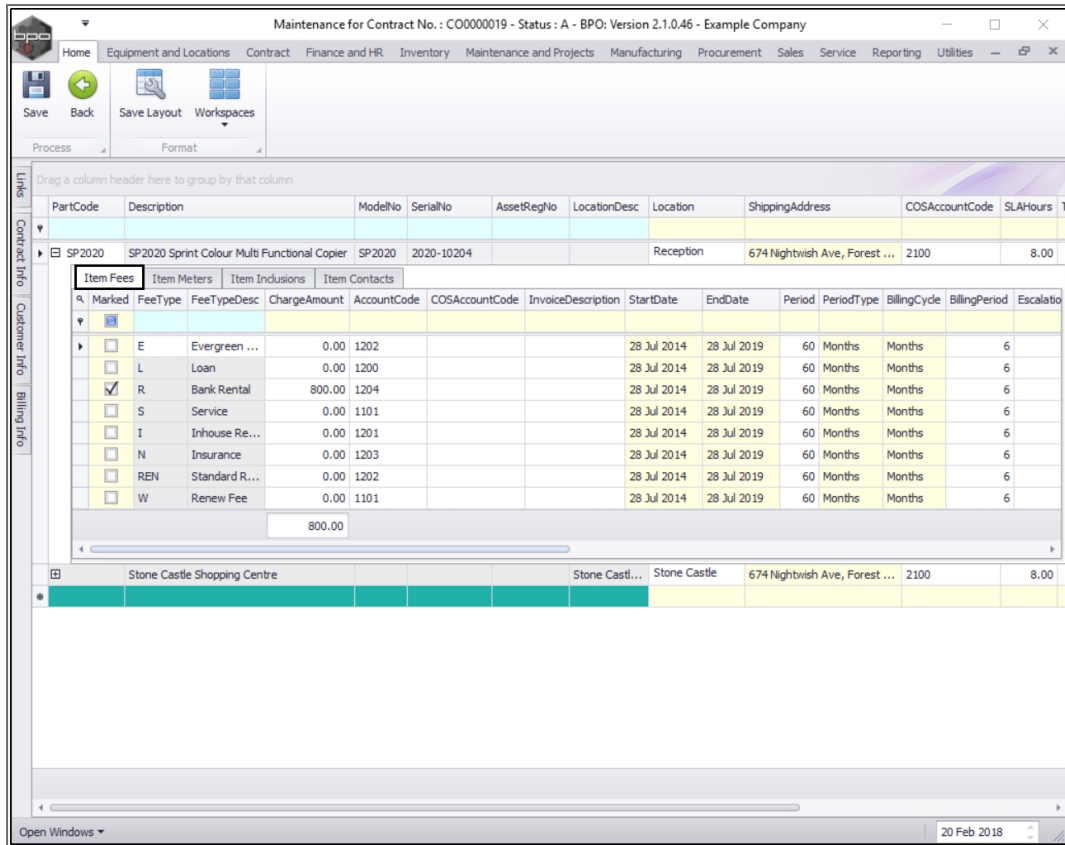 bpo
Maintenance for Contract No. : CO0000019 - Status : A - BPO: Version 2.1.0.46 - Example Company
Home Equipment and Locations Contract Finance and HR Inventory Maintenance and Projects Manufacturing Procurement Sales Service Reporting Utilities
Save Back Save Layout Workspaces
Process Format
Links
Contract Info
Customer Info
Billing Info
Drag a column header here to group by that column
PartCode Description ModelNo SerialNo AssetRegNo LocationDesc Location ShippingAddress COSAccountCode SLAHours T
SP2020 SP2020 Sprint Colour Multi Functional Copier SP2020 2020-10204 Reception 674 Nightwish Ave, Forest ... 2100 8.00
Item Fees Item Meters Item Inclusions Item Contacts
Marked FeeType FeeTypeDesc ChargeAmount AccountCode COSAccountCode InvoiceDescription StartDate EndDate Period PeriodType BillingCycle BillingPeriod Escalatio
E Evergreen ... 0.00 1202 28 Jul 2014 28 Jul 2019 60 Months Months 6
L Loan 0.00 1200 28 Jul 2014 28 Jul 2019 60 Months Months 6
R Bank Rental 800.00 1204 28 Jul 2014 28 Jul 2019 60 Months Months 6
S Service 0.00 1101 28 Jul 2014 28 Jul 2019 60 Months Months 6
I Inhouse Re... 0.00 1201 28 Jul 2014 28 Jul 2019 60 Months Months 6
N Insurance 0.00 1203 28 Jul 2014 28 Jul 2019 60 Months Months 6
REN Standard R... 0.00 1202 28 Jul 2014 28 Jul 2019 60 Months Months 6
W Renew Fee 0.00 1101 28 Jul 2014 28 Jul 2019 60 Months Months 6
800.00
Stone Castle Shopping Centre Stone Castl... Stone Castle 674 Nightwish Ave, Forest ... 2100 8.00
Open Windows 20 Feb 2018